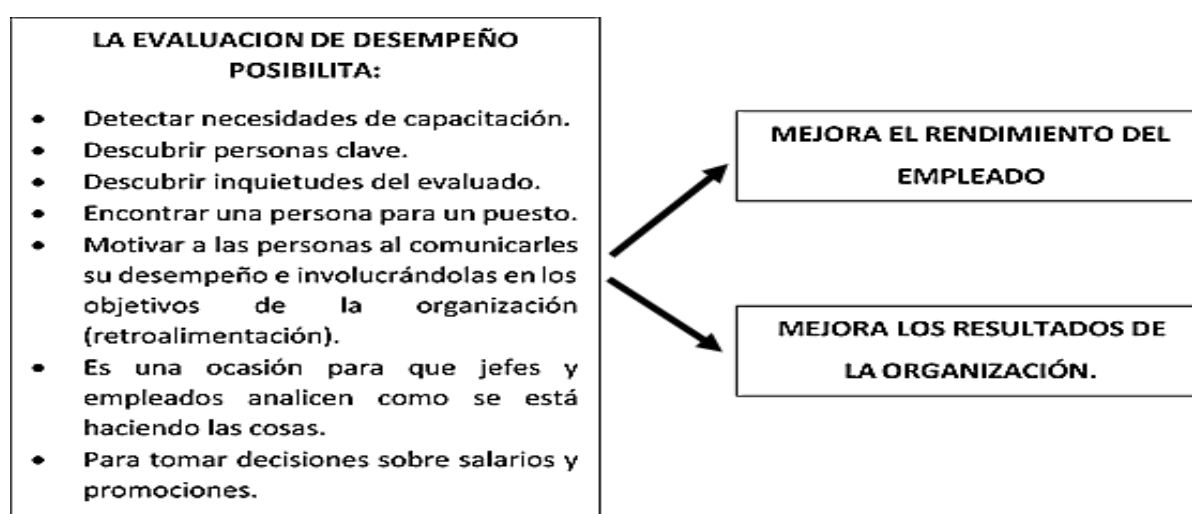 LA EVALUACION DE DESEMPEÑO
POSIBILITA:
• Detectar necesidades de capacitación.
• Descubrir personas clave.
• Descubrir inquietudes del evaluado.
• Encontrar una persona para un puesto.
• Motivar a las personas al comunicarles
su desempeño e involucrándolas en los
objetivos de la organización
(retroalimentación).
• Es una ocasión para que jefes y
empleados analicen como se está
haciendo las cosas.
• Para tomar decisiones sobre salarios y
promociones.
MEJORA EL RENDIMIENTO DEL
EMPLEADO
MEJORA LOS RESULTADOS DE
LA ORGANIZACIÓN.